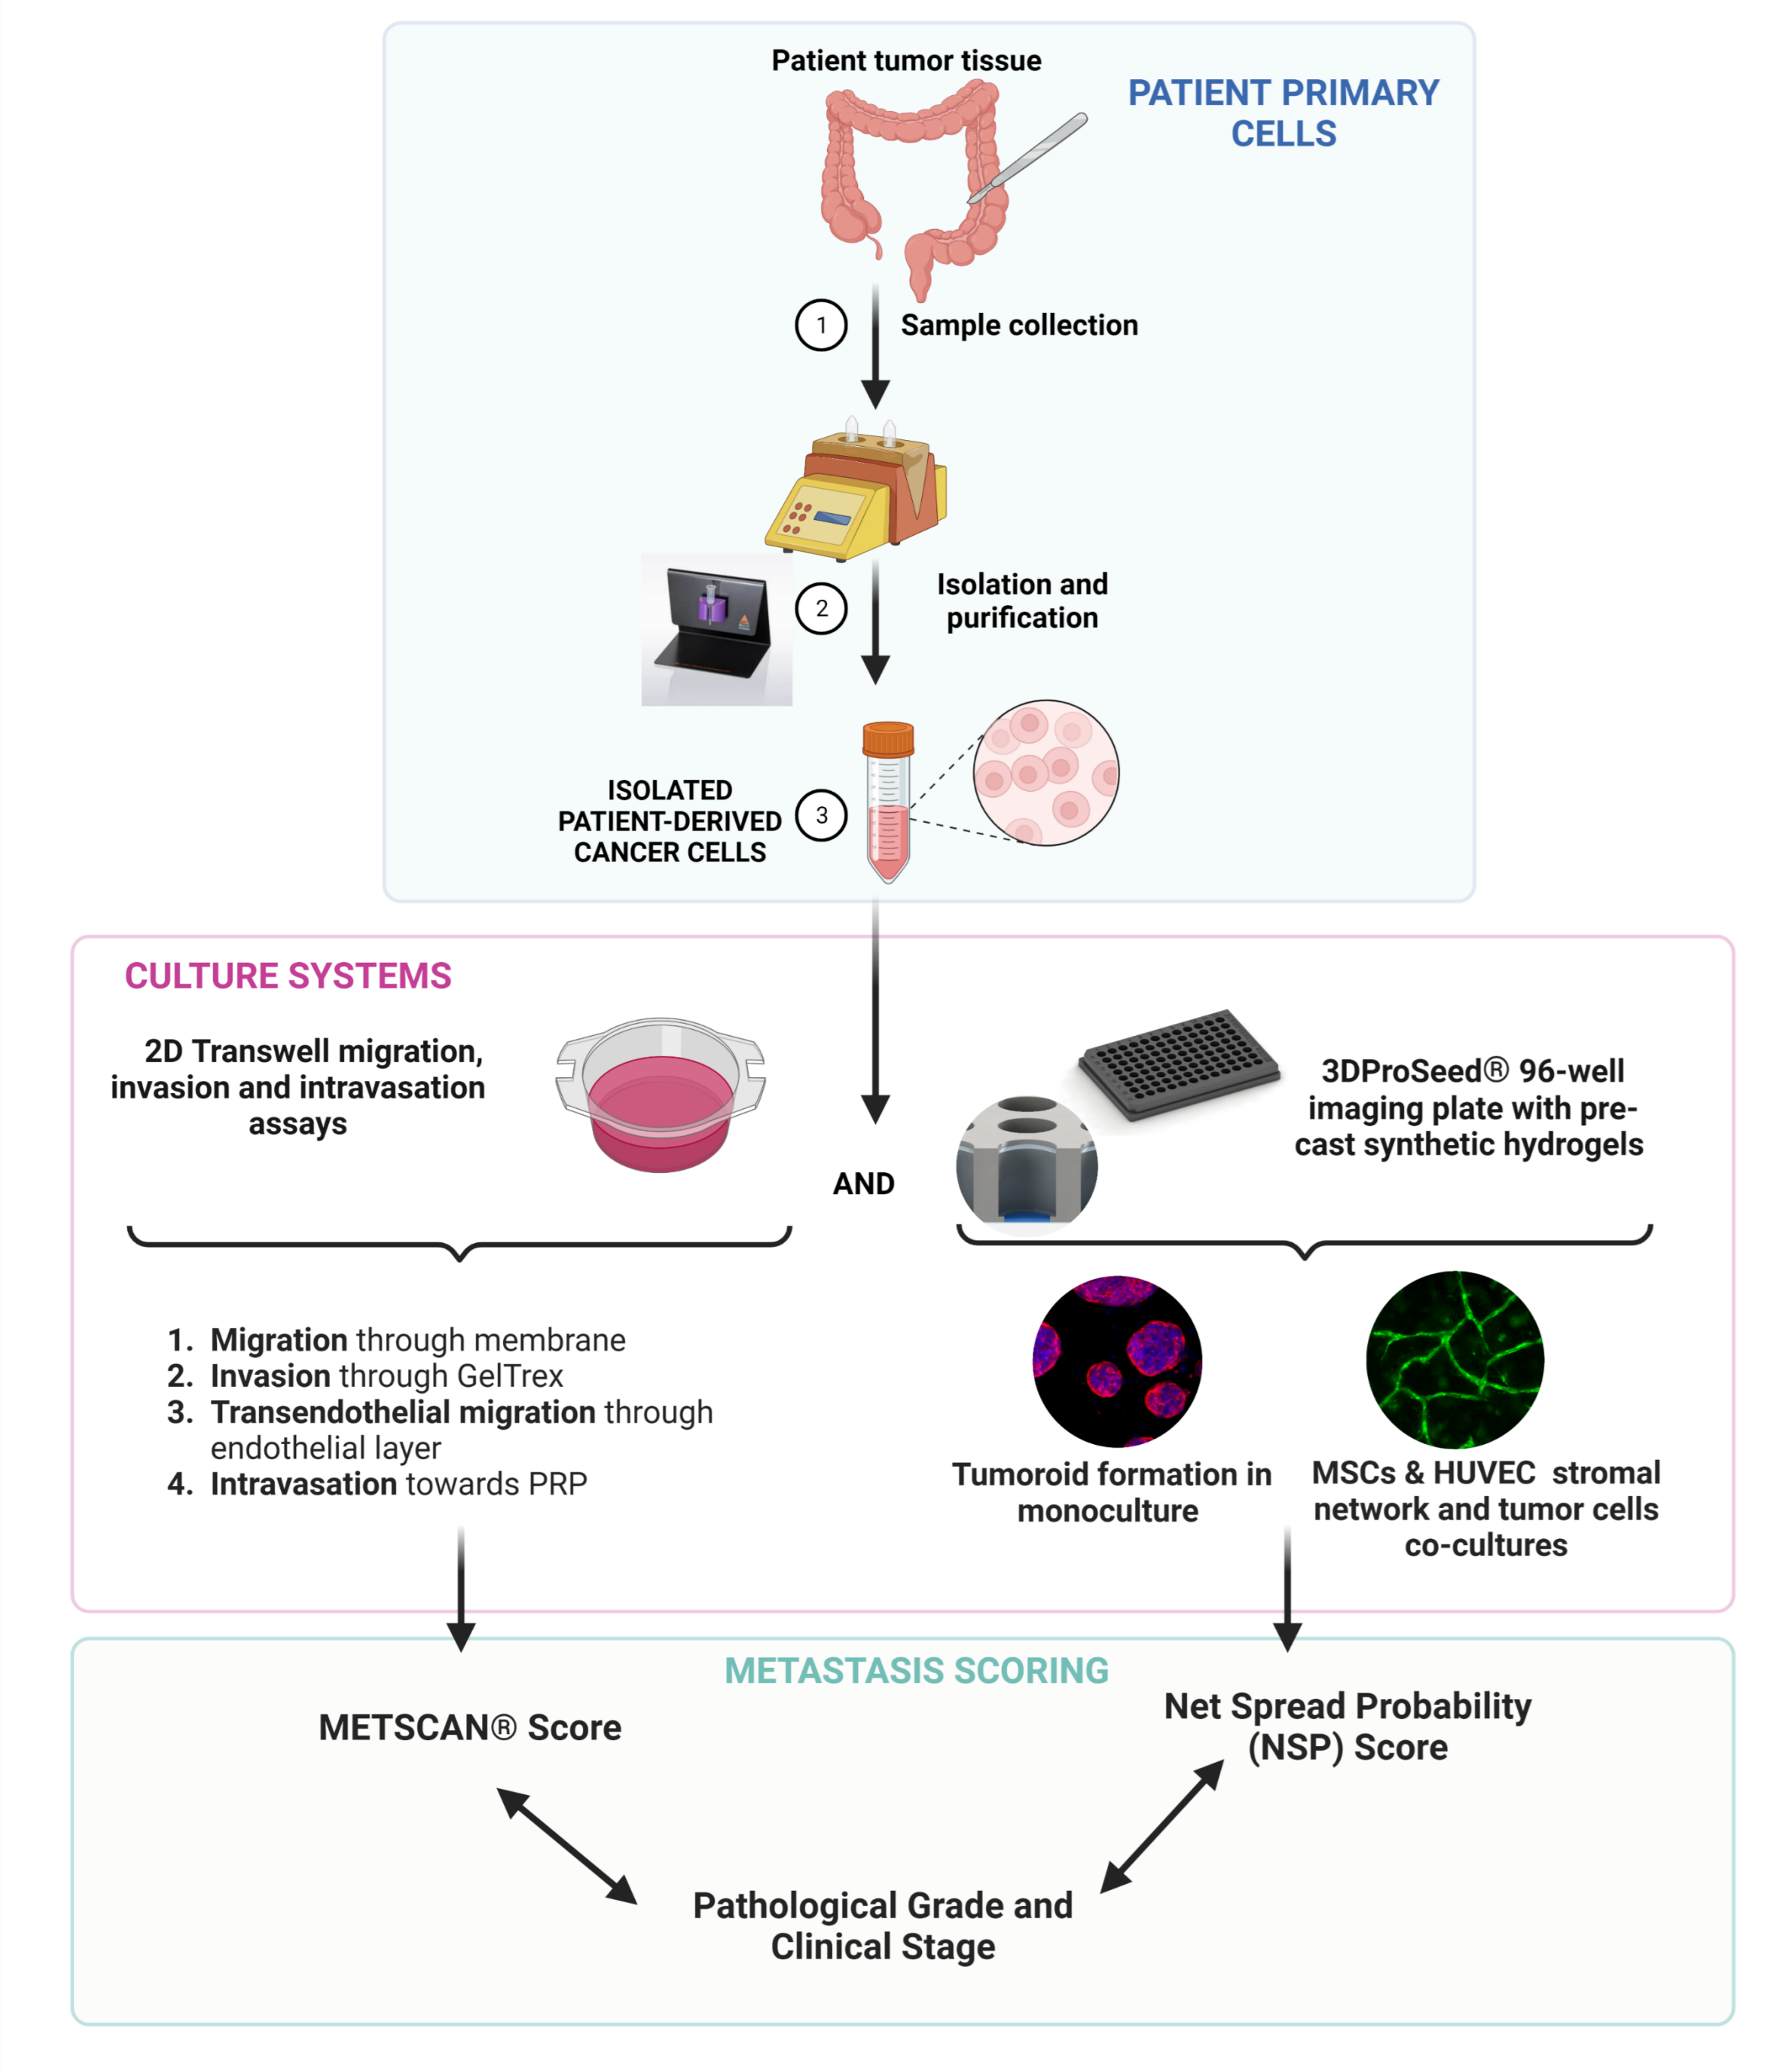 Patient tumor tissue
PATIENT PRIMARY
CELLS
1
Sample collection
2
Isolation and
purification
ISOLATED
PATIENT-DERIVED
CANCER CELLS
3
CULTURE SYSTEMS
2D Transwell migration,
invasion and intravasation
assays
AND
3DProSeed® 96-well
imaging plate with pre-
cast synthetic hydrogels
1. Migration through membrane
2. Invasion through GelTrex
3. Transendothelial migration through
endothelial layer
4. Intravasation towards PRP
Tumoroid formation in
monoculture
MSCs & HUVEC stromal
network and tumor cells
co-cultures
METASTASIS SCORING
METSCAN® Score
Net Spread Probability
(NSP) Score
Pathological Grade and
Clinical Stage